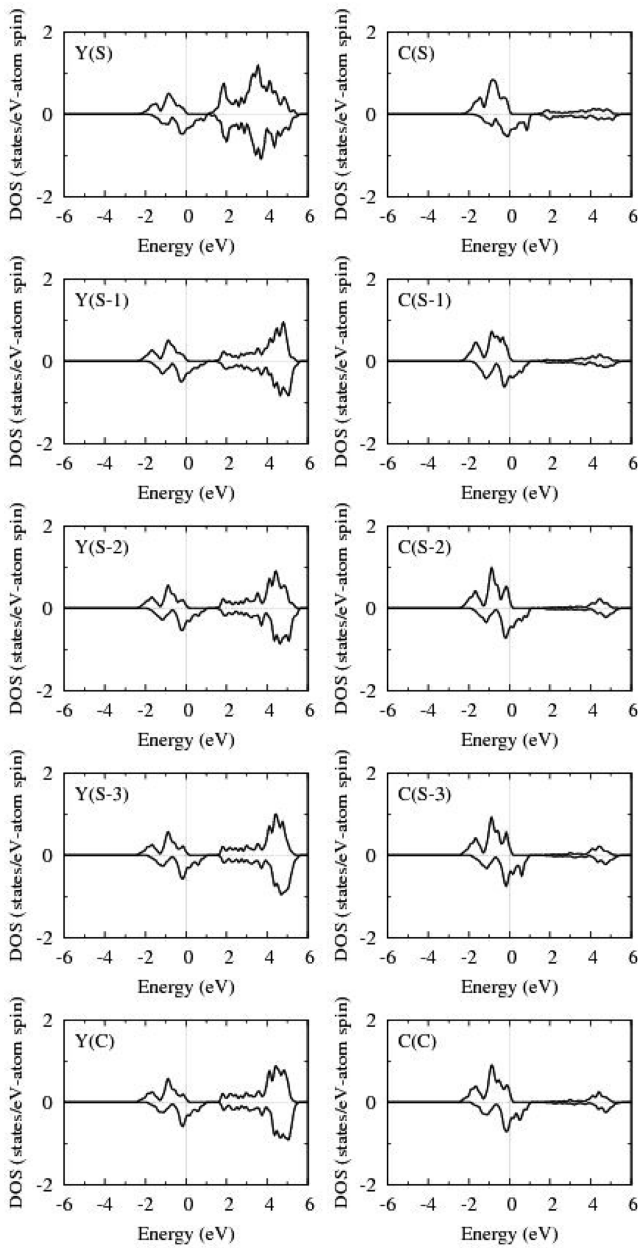 DOS ( states/eV-atom spin)
2
0
-2
Y(S)
-6 -4 -2 0 2 4 6
Energy (eV)
DOS ( states/eV-atom spin)
2
0
-2
C(S)
-6 -4 -2 0 2 4 6
Energy (eV)
DOS ( states/eV-atom spin)
2
0
-2
Y(S-1)
-6 -4 -2 0 2 4 6
Energy (eV)
DOS ( states/eV-atom spin)
2
0
-2
C(S-1)
-6 -4 -2 0 2 4 6
Energy (eV)
DOS ( states/eV-atom spin)
2
0
-2
Y(S-2)
-6 -4 -2 0 2 4 6
Energy (eV)
DOS ( states/eV-atom spin)
2
0
-2
C(S-2)
-6 -4 -2 0 2 4 6
Energy (eV)
DOS ( states/eV-atom spin)
2
0
-2
Y(S-3)
-6 -4 -2 0 2 4 6
Energy (eV)
DOS ( states/eV-atom spin)
2
0
-2
C(S-3)
-6 -4 -2 0 2 4 6
Energy (eV)
DOS ( states/eV-atom spin)
2
0
-2
Y(C)
-6 -4 -2 0 2 4 6
Energy (eV)
DOS ( states/eV-atom spin)
2
0
-2
C(C)
-6 -4 -2 0 2 4 6
Energy (eV)